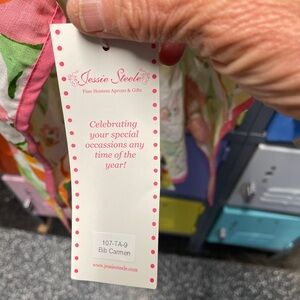 Jessie Steele
Fine Hostess Aprons & Gifts
Celebrating
your special
occassions any
time of the
year!
107-TA-9
Bib Carmen
www.jessiesteele.com